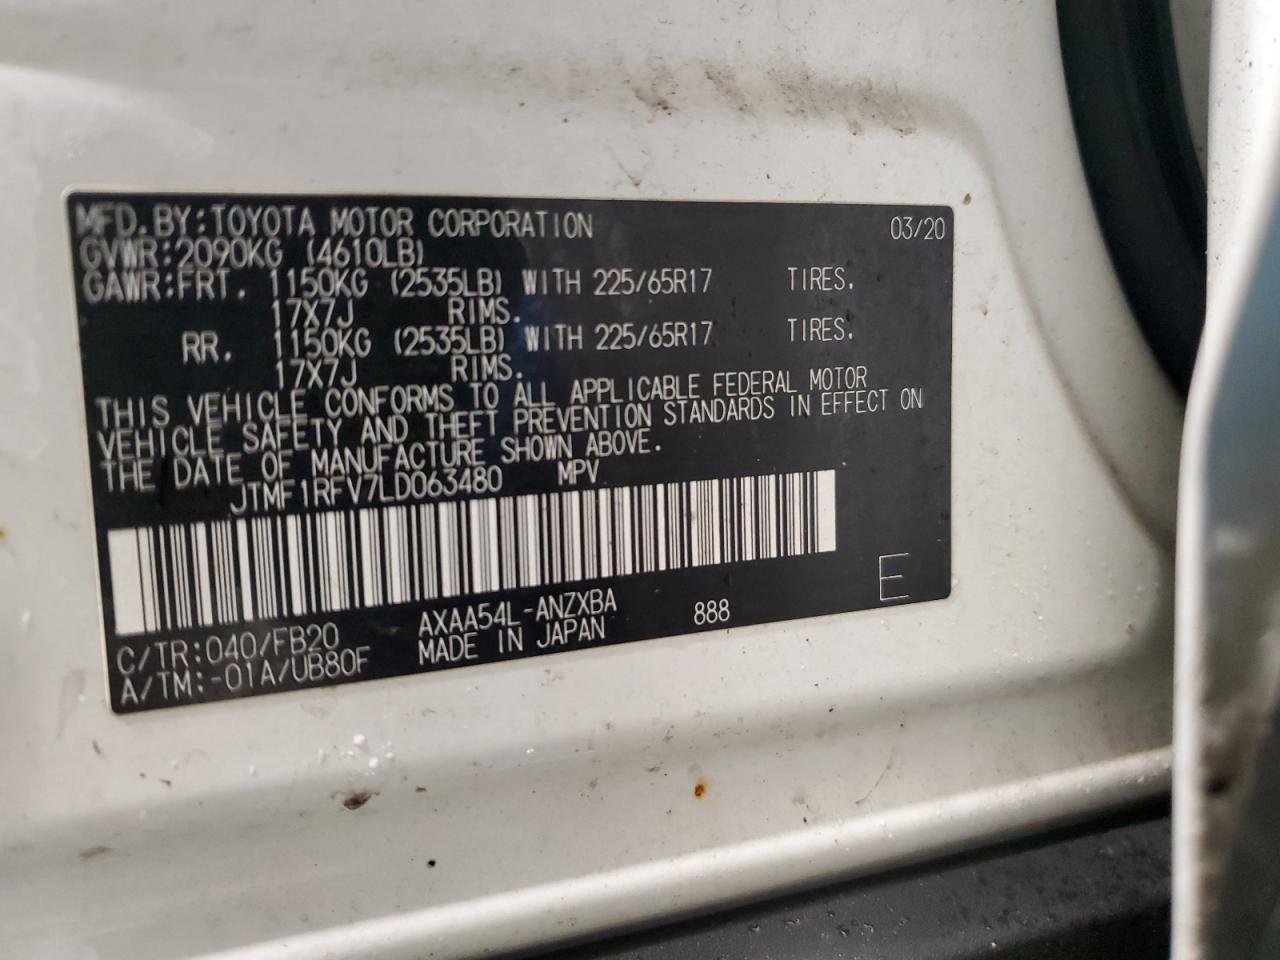 MFD.BY:TOYOTA MOTOR CORPORATION 03/20
GVWR:2090KG (4610LB)
GAWR:FRT. 1150KG (2535LB) WITH 225/65R17 TIRES.
17X7J RIMS.
RR. 1150KG (2535LB) WITH 225/65R17 TIRES.
17X7J RIMS.
THIS VEHICLE CONFORMS TO ALL APPLICABLE FEDERAL MOTOR
VEHICLE SAFETY AND THEFT PREVENTION STANDARDS IN EFFECT ON
THE DATE OF MANUFACTURE SHOWN ABOVE.
JTMF1RFV7LD063480 MPV
E
C/TR:040/FB20 AXAA54L-ANZXBA 888
A/TM:-01A/UB80F MADE IN JAPAN